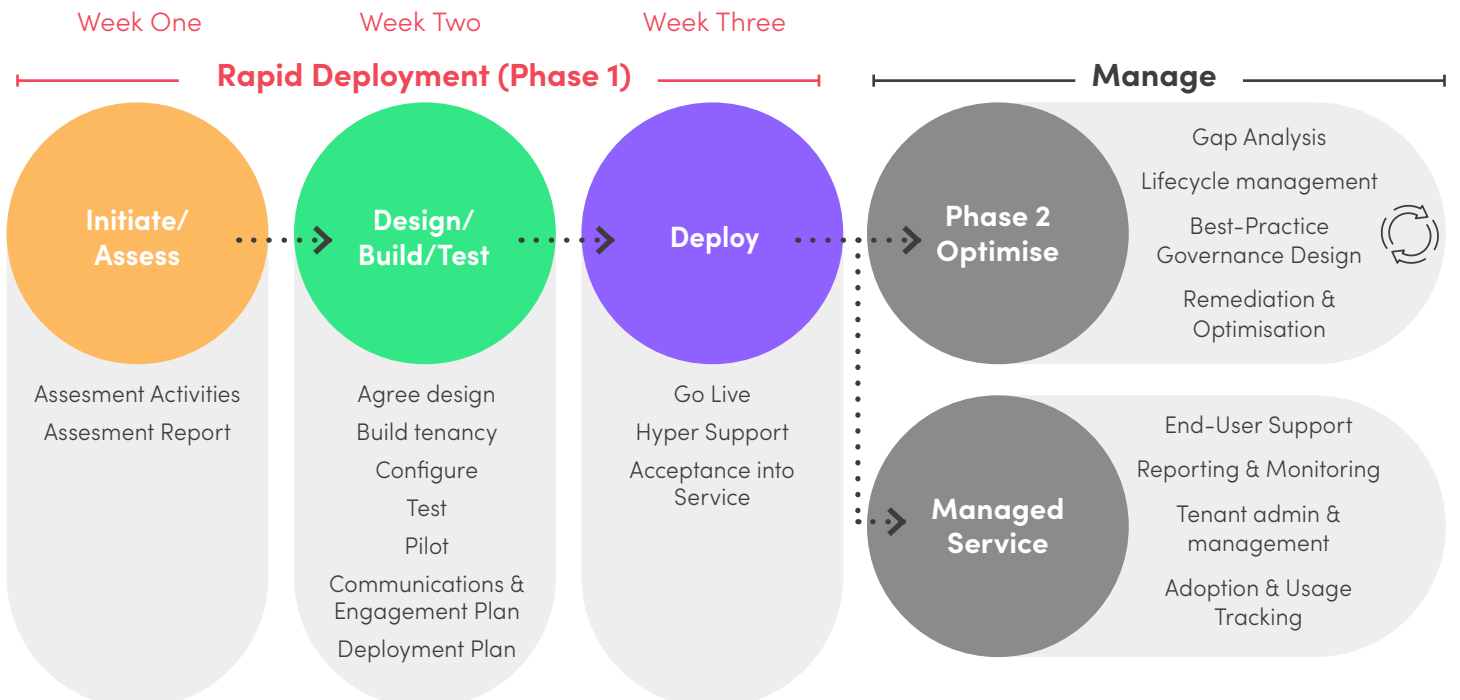 Week One
Week Two
Week Three
Rapid Deployment (Phase 1)
Manage
Initiate/
Assess
Assesment Activities
Assesment Report
Design/
Build/Test
Agree design
Build tenancy
Configure
Test
Pilot
Communications &
Engagement Plan
Deployment Plan
Deploy
Go Live
Hyper Support
Acceptance into
Service
Phase 2
Optimise
Gap Analysis
Lifecycle management
Best-Practice
Governance Design
Remediation &
Optimisation
Managed
Service
End-User Support
Reporting & Monitoring
Tenant admin &
management
Adoption & Usage
Tracking